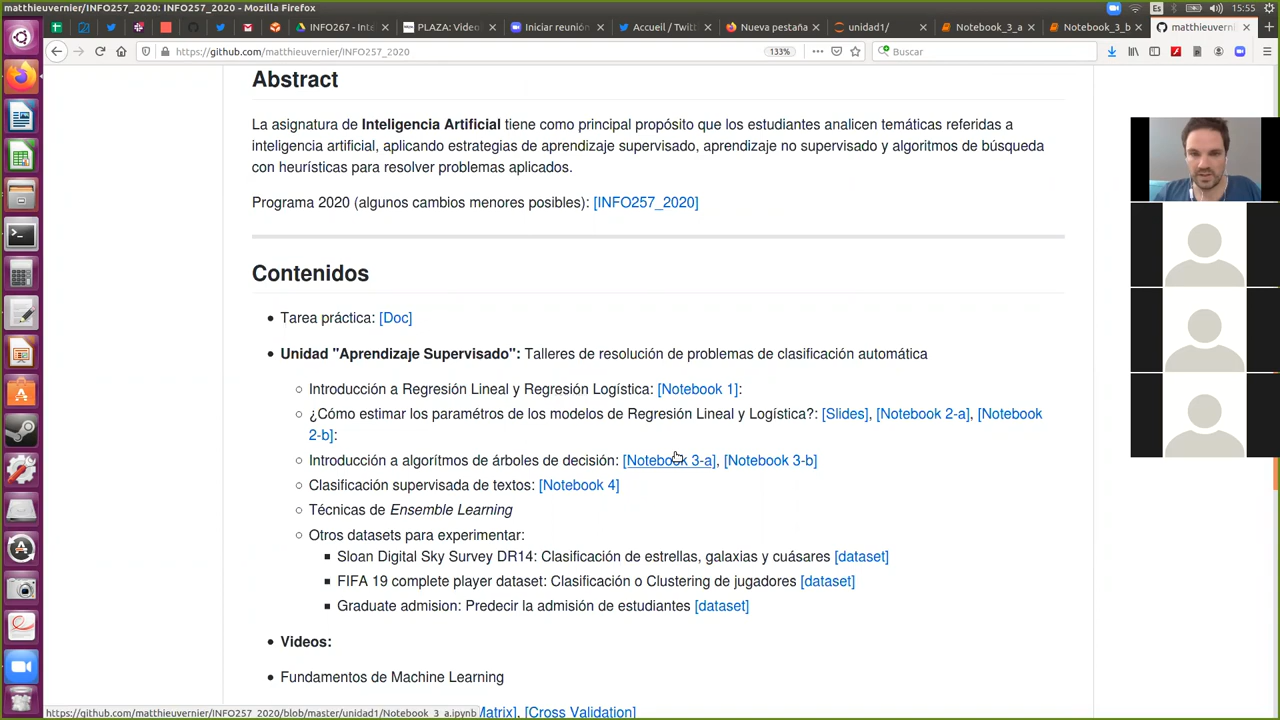 matthieuvernier/INFO257_2020: INFO257_2020 - Mozilla Firefox
Es
15:55
INFO267 - Inte
PLAZA: Videoc
Iniciar reunión
Accueil / Twitt
Nueva pestaña
unidad1/
Notebook_3_a
Notebook_3_b
matthieuverni
https://github.com/matthieuvernier/INFO257_2020
133%
Buscar
Abstract
La asignatura de Inteligencia Artificial tiene como principal propósito que los estudiantes analicen temáticas referidas a
inteligencia artificial, aplicando estrategias de aprendizaje supervisado, aprendizaje no supervisado y algoritmos de búsqueda
con heurísticas para resolver problemas aplicados.
Programa 2020 (algunos cambios menores posibles): [INFO257_2020]
Contenidos
Tarea práctica: [Doc]
Unidad "Aprendizaje Supervisado": Talleres de resolución de problemas de clasificación automática
Introducción a Regresión Lineal y Regresión Logística: [Notebook 1]:
¿Cómo estimar los paramétros de los modelos de Regresión Lineal y Logística?: [Slides], [Notebook 2-a], [Notebook
2-b]:
Introducción a algorítmos de árboles de decisión: [Notebook 3-a], [Notebook 3-b]
Clasificación supervisada de textos: [Notebook 4]
Técnicas de Ensemble Learning
Otros datasets para experimentar:
Sloan Digital Sky Survey DR14: Clasificación de estrellas, galaxias y cuásares [dataset]
FIFA 19 complete player dataset: Clasificación o Clustering de jugadores [dataset]
Graduate admision: Predecir la admisión de estudiantes [dataset]
Videos:
Fundamentos de Machine Learning
https://github.com/matthieuvernier/INFO257_2020/blob/master/unidad1/Notebook_3_a.ipynb
Matrix], [Cross Validation]